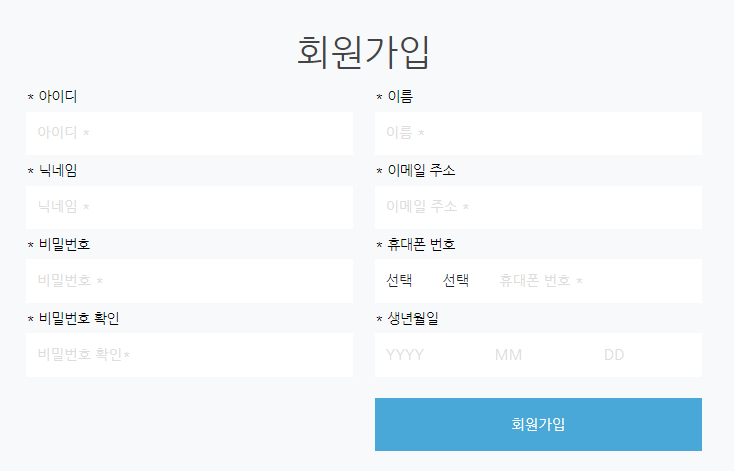 회원가입
* 아이디
아이디 *
* 이름
이름 *
* 닉네임
닉네임 *
* 이메일 주소
이메일 주소 *
* 비밀번호
비밀번호 *
* 휴대폰 번호
선택 선택 휴대폰 번호 *
* 비밀번호 확인
비밀번호 확인*
* 생년월일
YYYY MM DD
회원가입